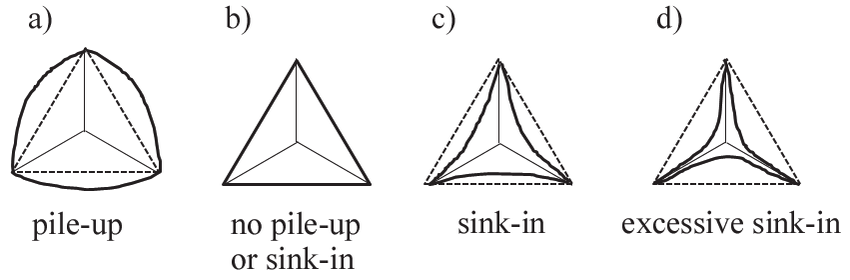 a)
b)
c)
d)
pile-up
no pile-up
or sink-in
sink-in
excessive sink-in